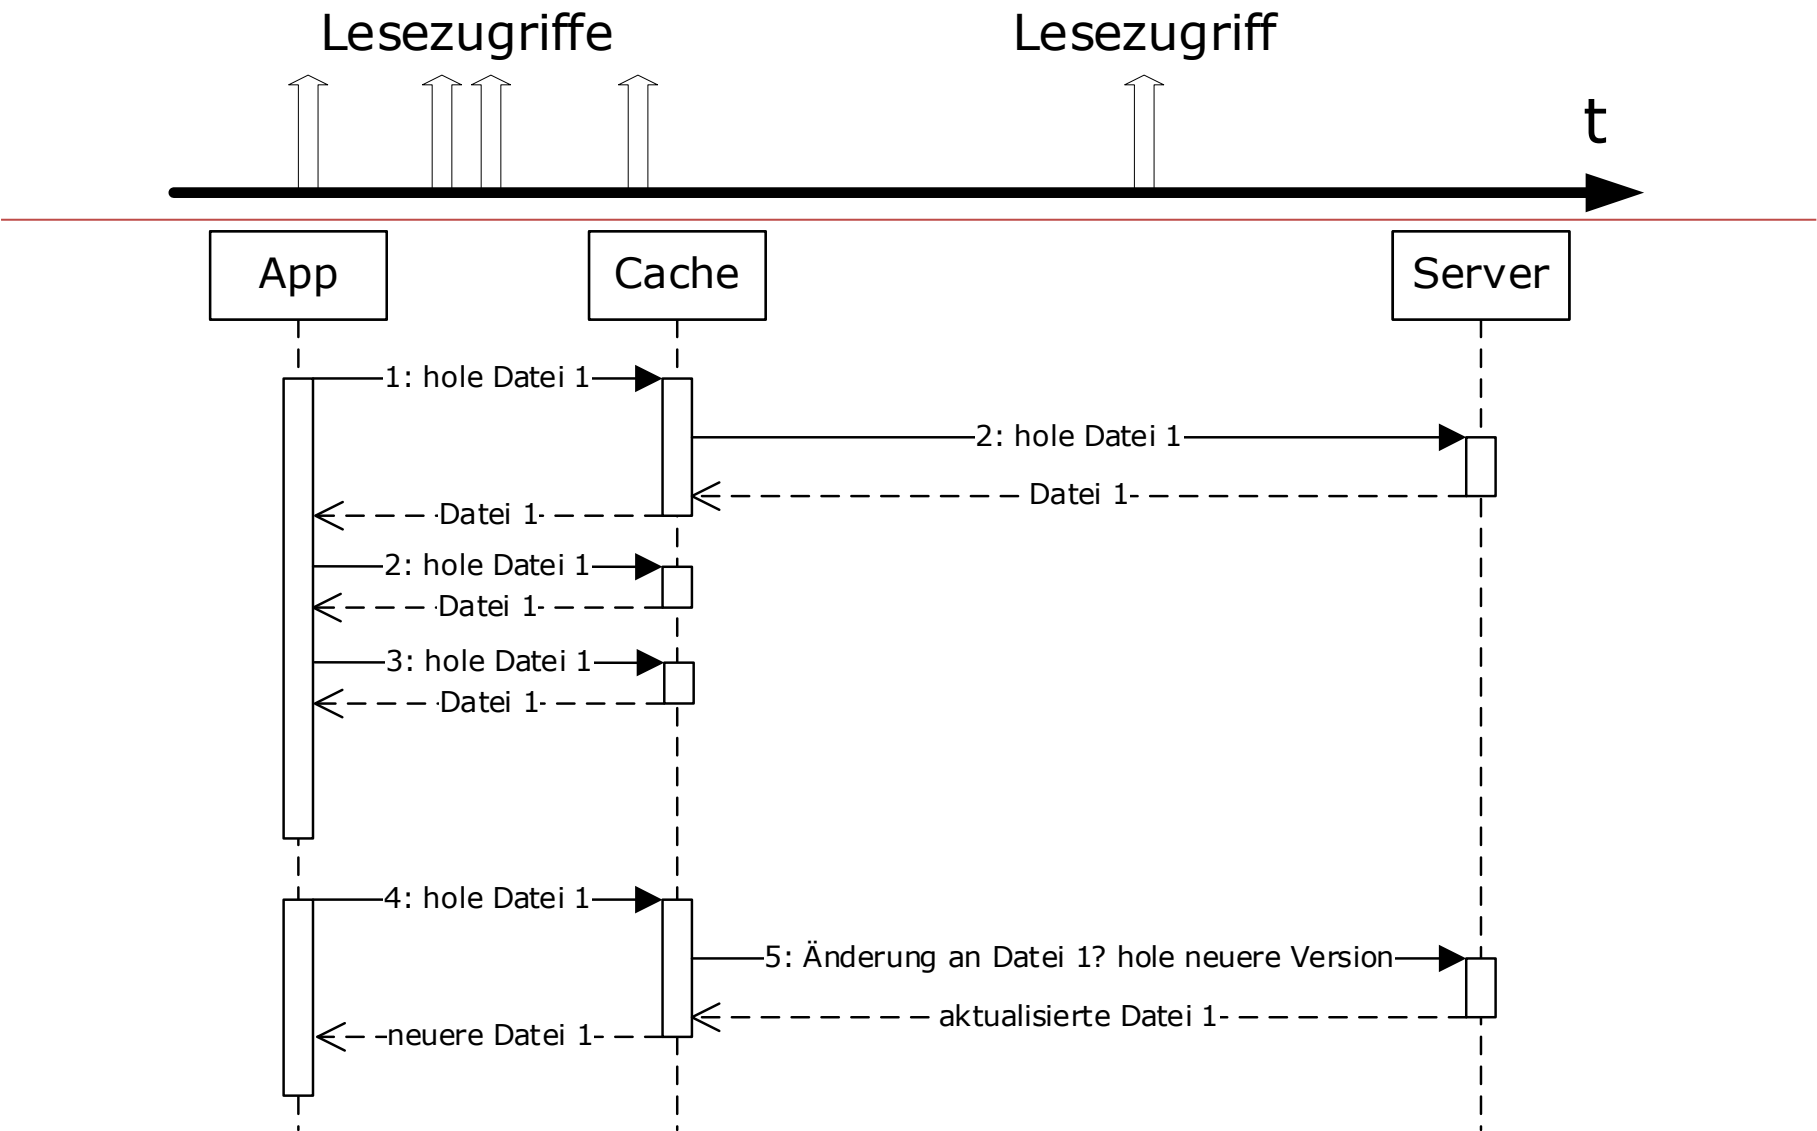 Lesezugriffe
Lesezugriff
t
App
Cache
Server
1: hole Datei 1
2: hole Datei 1
Datei 1
Datei 1
2: hole Datei 1
Datei 1
3: hole Datei 1
Datei 1
4: hole Datei 1
5: Änderung an Datei 1? hole neuere Version
aktualisierte Datei 1
neuere Datei 1